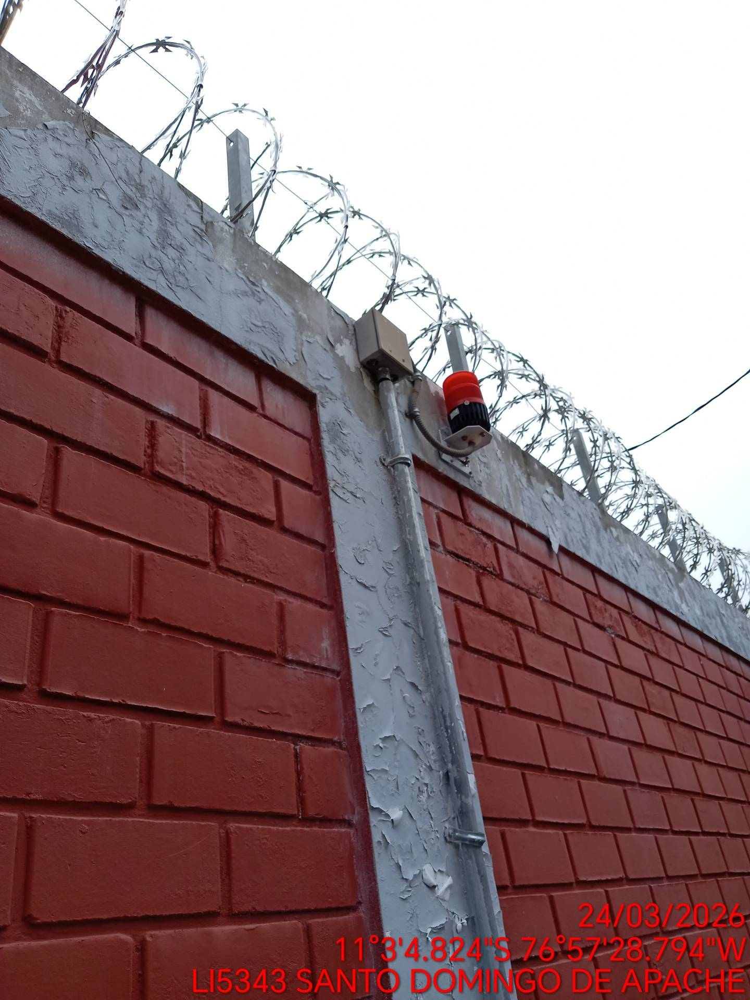 24/03/2026
11°3'4.824"S 76°57'28.794"W
LI5343 SANTO DOMINGO DE APACHE